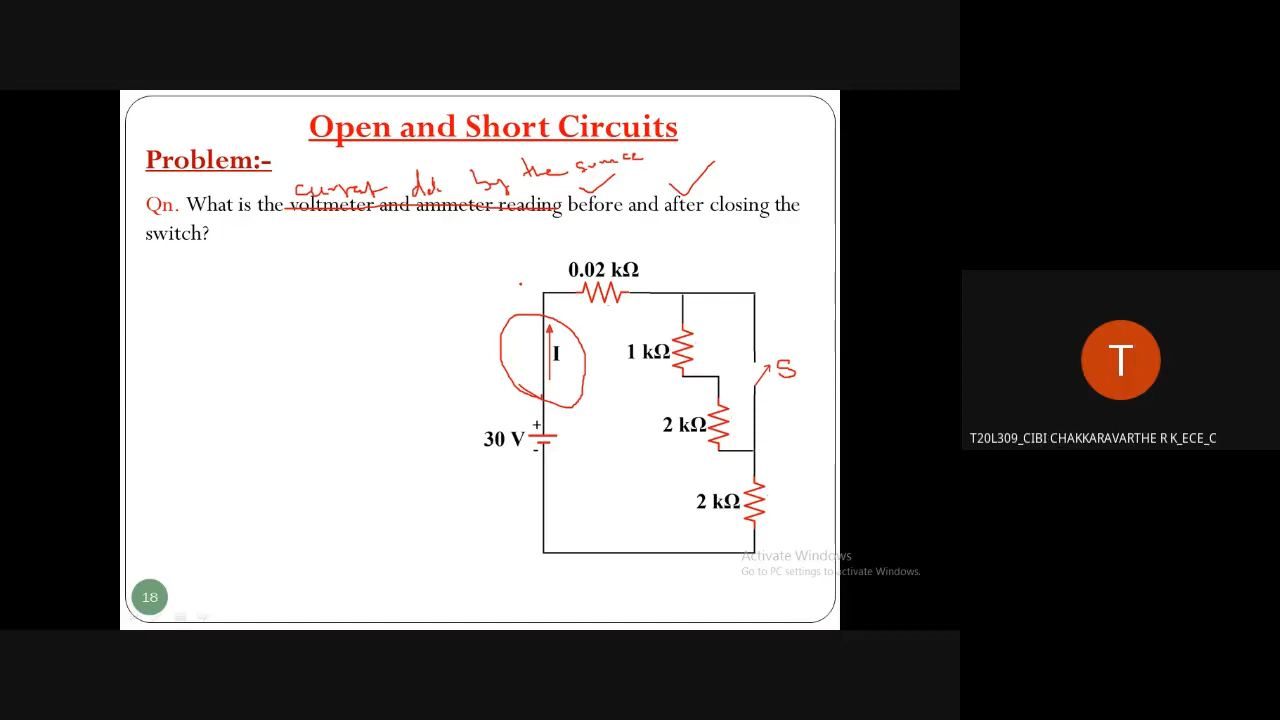 Open and Short Circuits
Problem:-
current del by the source
Qn. What is the voltmeter and ammeter reading before and after closing the
switch?
0.02 kΩ
I
1 kΩ
S
+
30 V
-
2 kΩ
2 kΩ
T
T20L309_CIBI CHAKKARAVARTHE R K_ECE_C
Activate Windows
Go to PC settings to activate Windows.
18